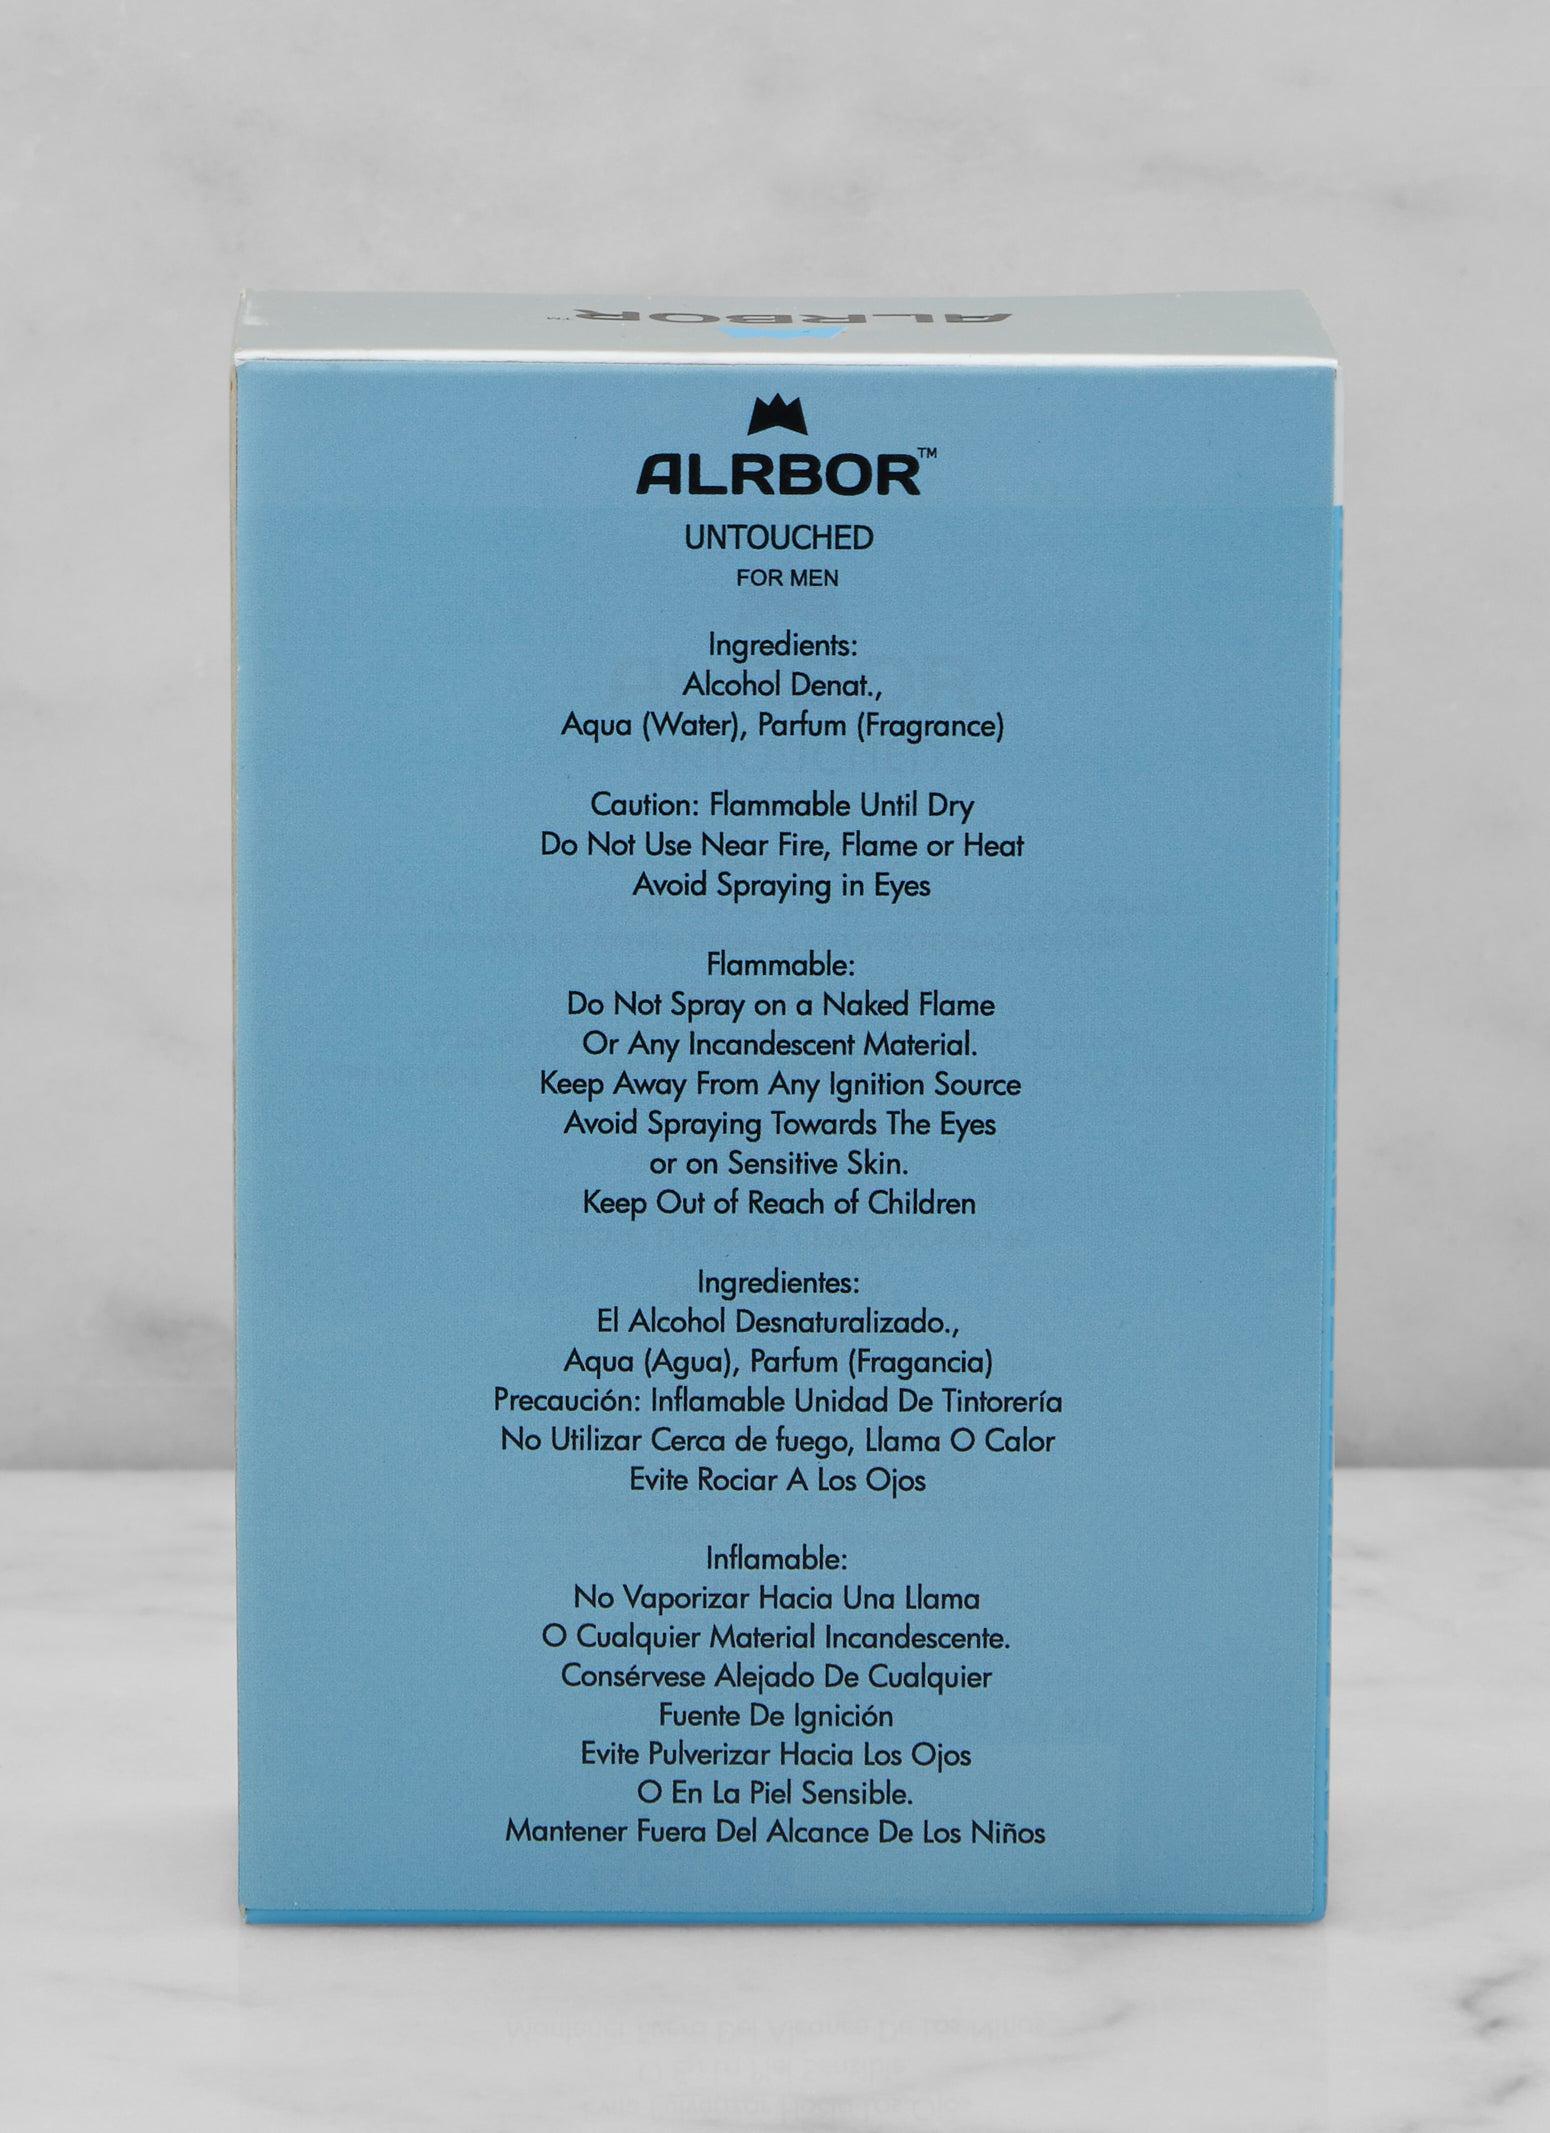 ALRBOR™
ALRBOR™
UNTOUCHED
FOR MEN
Ingredients:
Alcohol Denat.,
Aqua (Water), Parfum (Fragrance)
Caution: Flammable Until Dry
Do Not Use Near Fire, Flame or Heat
Avoid Spraying in Eyes
Flammable:
Do Not Spray on a Naked Flame
Or Any Incandescent Material.
Keep Away From Any Ignition Source
Avoid Spraying Towards The Eyes
or on Sensitive Skin.
Keep Out of Reach of Children
Ingredientes:
El Alcohol Desnaturalizado.,
Aqua (Agua), Parfum (Fragancia)
Precaución: Inflamable Unidad De Tintorería
No Utilizar Cerca de fuego, Llama O Calor
Evite Rociar A Los Ojos
Inflamable:
No Vaporizar Hacia Una Llama
O Cualquier Material Incandescente.
Consérvese Alejado De Cualquier
Fuente De Ignición
Evite Pulverizar Hacia Los Ojos
O En La Piel Sensible.
Mantener Fuera Del Alcance De Los Niños